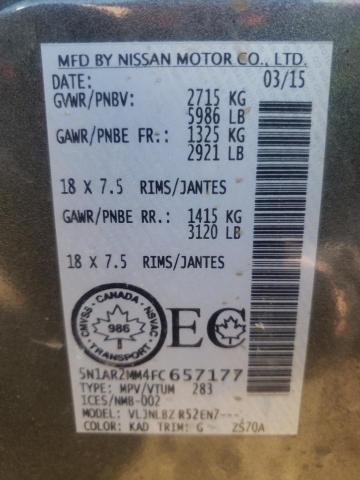 MFD BY NISSAN MOTOR CO., LTD.
DATE: 03/15
GVWR/PNBV: 2715 KG
5986 LB
GAWR/PNBE FR.: 1325 KG
2921 LB
18 X 7.5 RIMS/JANTES
GAWR/PNBE RR.: 1415 KG
3120 LB
18 X 7.5 RIMS/JANTES
CMVSS - CANADA - NSVAC
986
Transport
EC
5N1AR2MM4FC657177
TYPE: MPV/VTUM 283
ICES/NMB-002
MODEL: VLJNLBZ R52EN7---
COLOR: KAD TRIM: G ZS70A